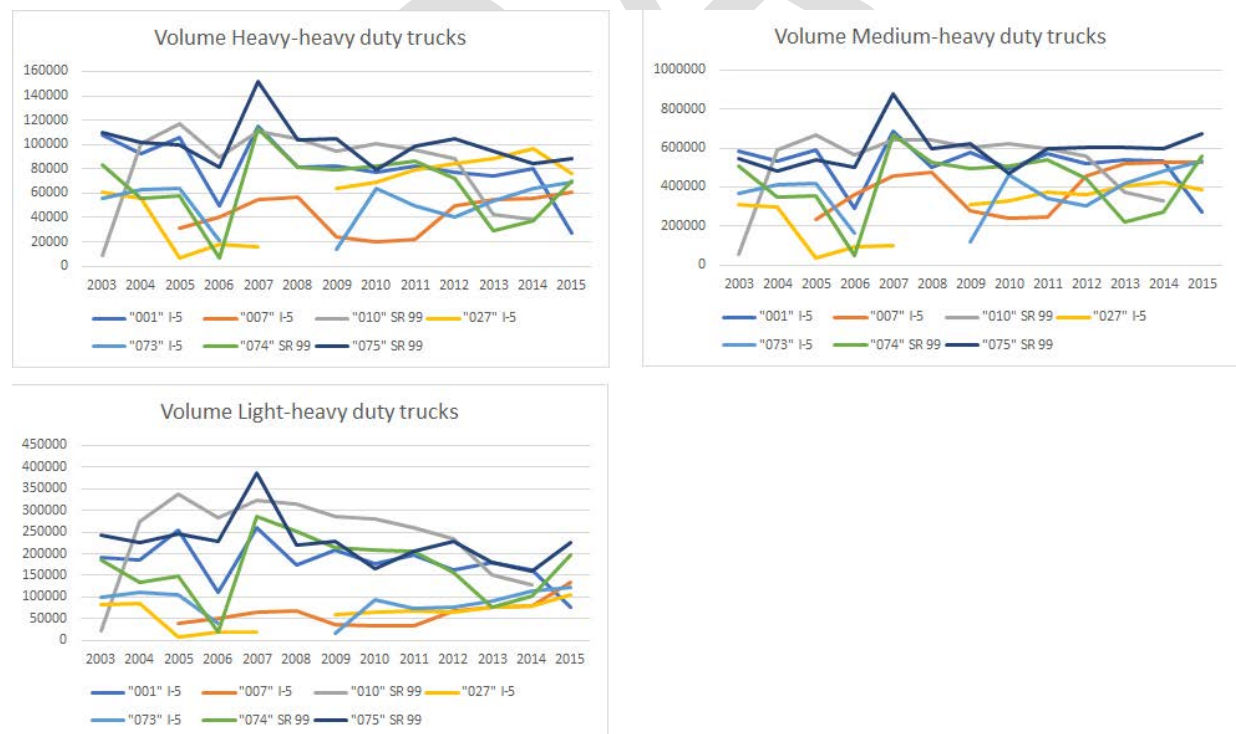 Volume Heavy-heavy duty trucks
160000
140000
120000
100000
80000
60000
40000
20000
0
2003 2004 2005 2006 2007 2008 2009 2010 2011 2012 2013 2014 2015
"001" I-5 "007" I-5 "010" SR 99 "027" I-5
"073" I-5 "074" SR 99 "075" SR 99
Volume Medium-heavy duty trucks
1000000
800000
600000
400000
200000
0
2003 2004 2005 2006 2007 2008 2009 2010 2011 2012 2013 2014 2015
"001" I-5 "007" I-5 "010" SR 99 "027" I-5
"073" I-5 "074" SR 99 "075" SR 99
Volume Light-heavy duty trucks
450000
400000
350000
300000
250000
200000
150000
100000
50000
0
2003 2004 2005 2006 2007 2008 2009 2010 2011 2012 2013 2014 2015
"001" I-5 "007" I-5 "010" SR 99 "027" I-5
"073" I-5 "074" SR 99 "075" SR 99